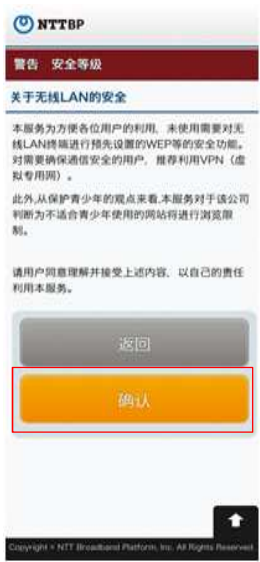 NTTBP
警告 安全等级
关于无线LAN的安全
本服务为方便各位用户的利用，未使用需要对无
线LAN终端进行预先设置的WEP等的安全功能。
对需要确保通信安全的用户，推荐利用VPN（虚
拟专用网）。
此外,从保护青少年的观点来看,本服务对于该公司
判断为不适合青少年使用的网站将进行浏览限
制。
请用户同意理解并接受上述内容，以自己的责任
利用本服务。
返回
确认
Copyright © NTT Broadband Platform, Inc. All Rights Reserved.